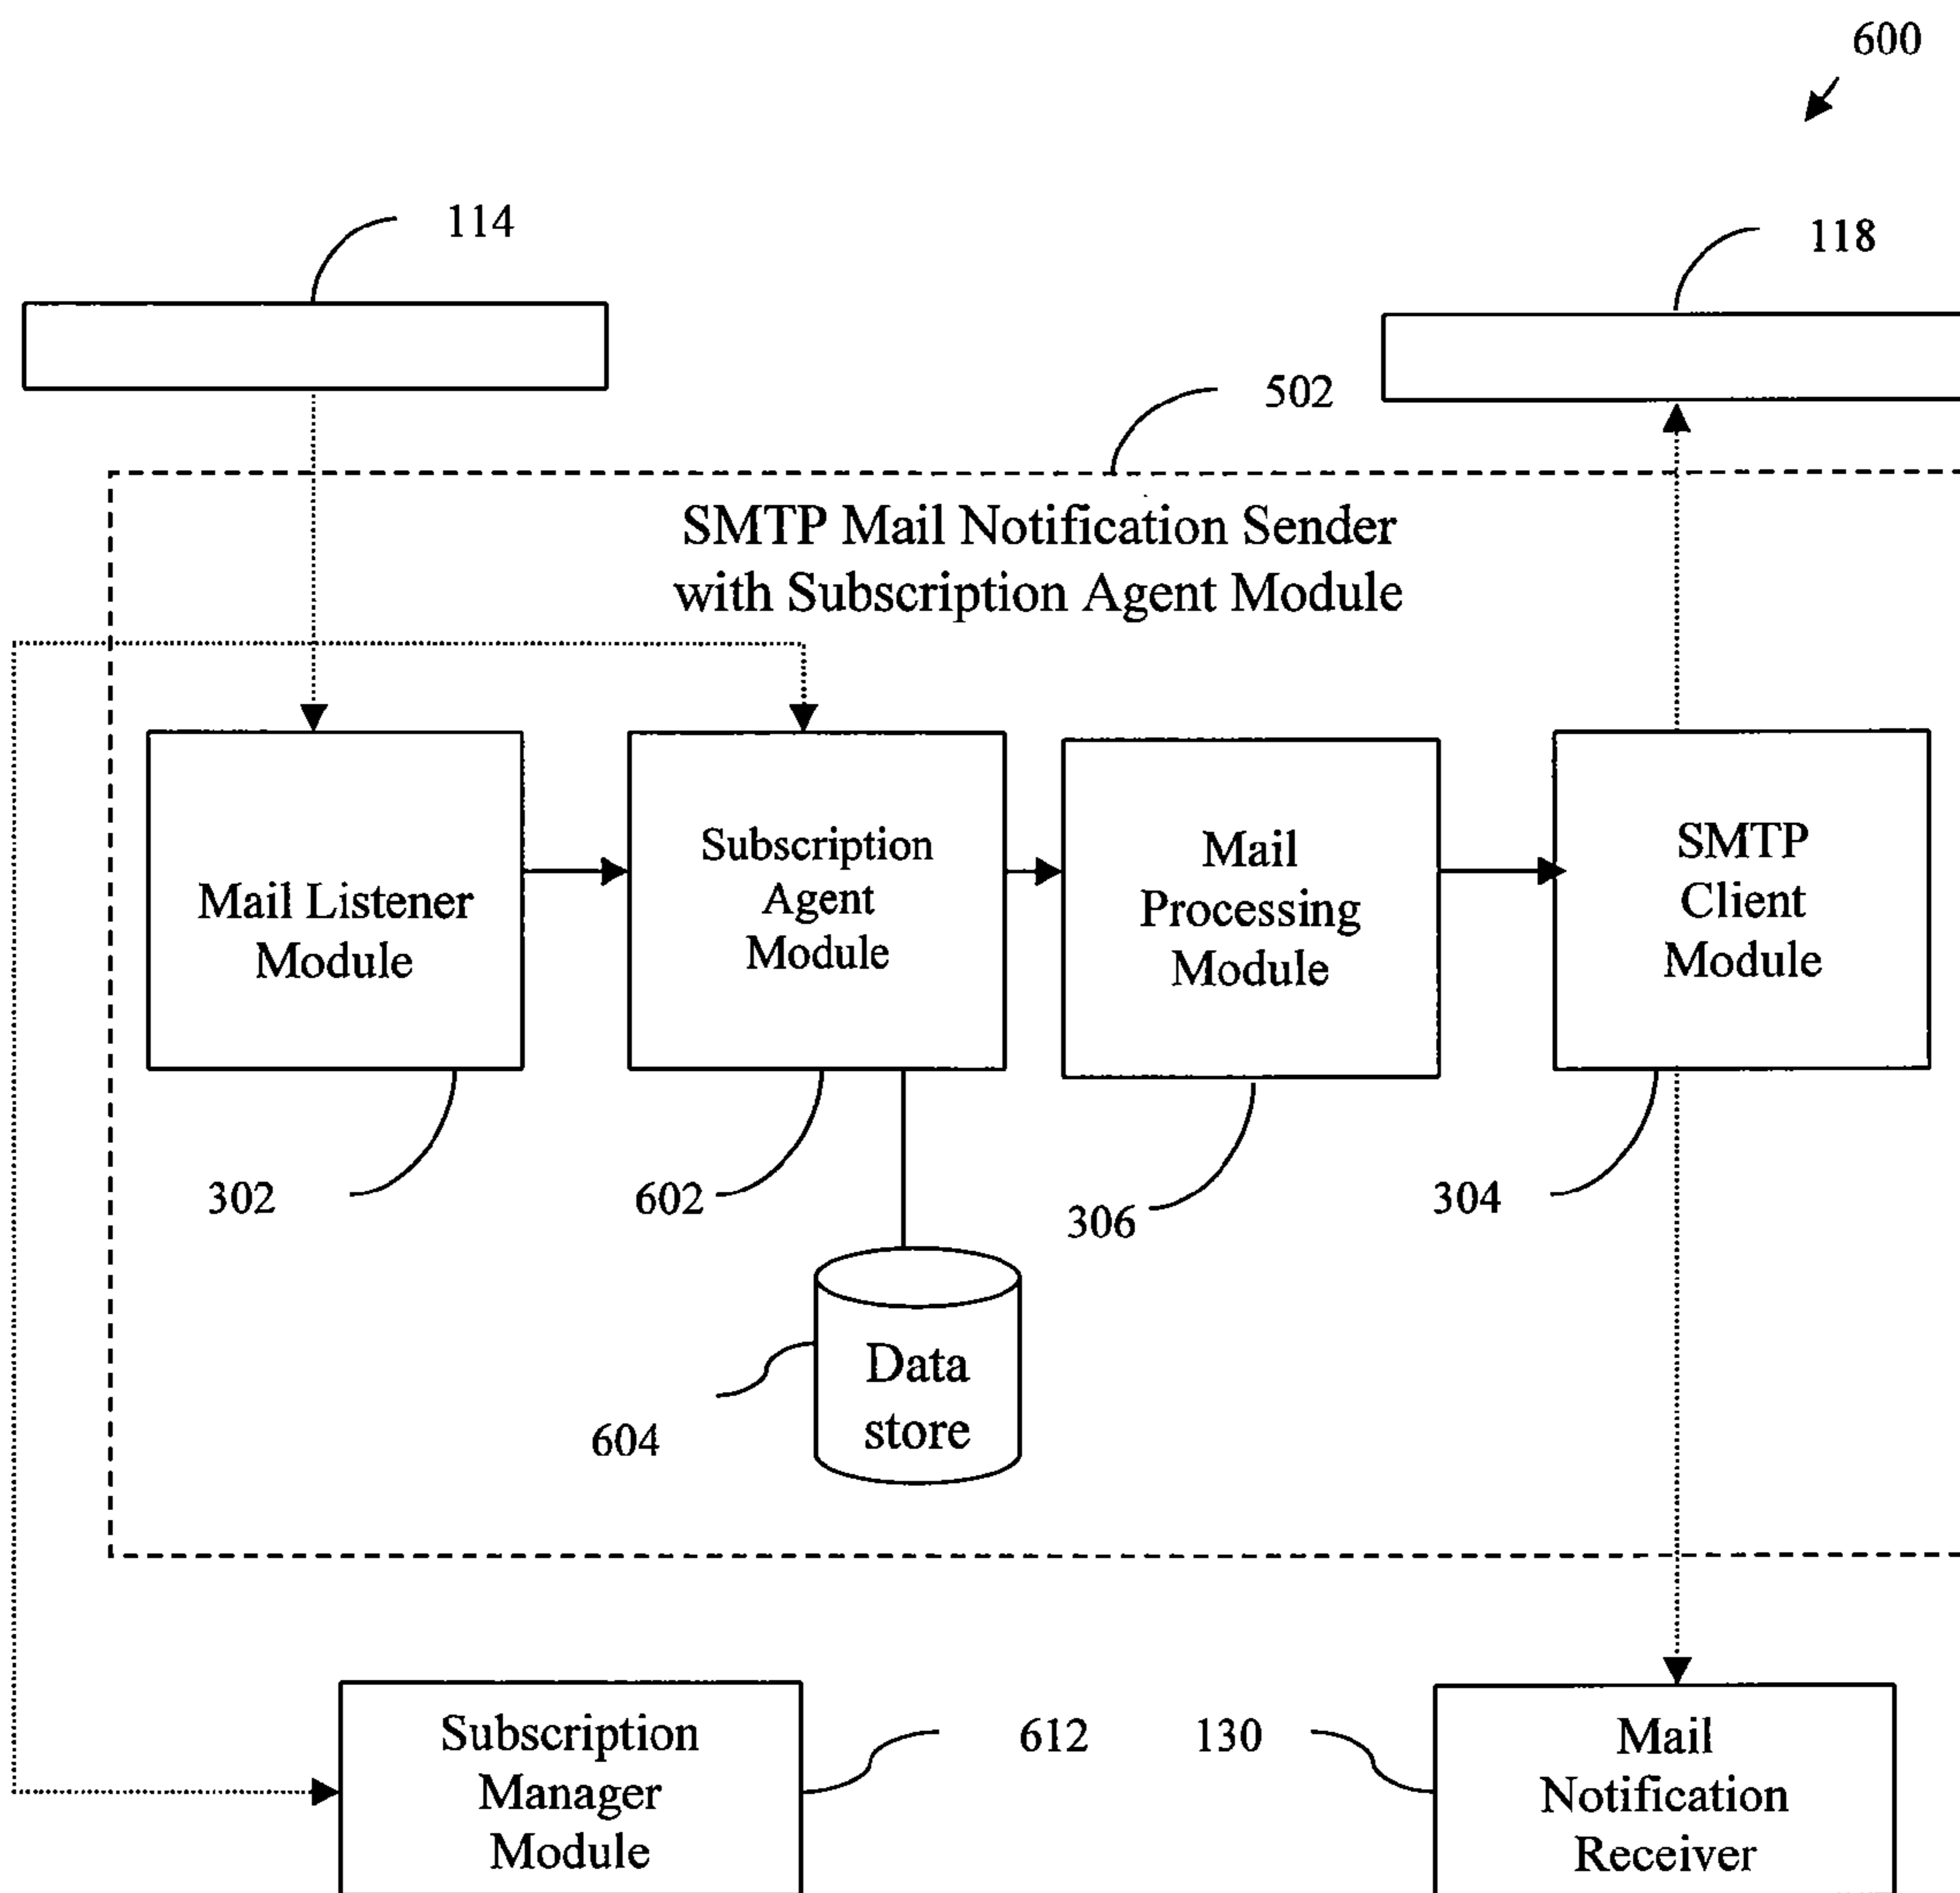 600
114
118
502
SMTP Mail Notification Sender
with Subscription Agent Module
Mail Listener
Module
Subscription
Agent
Module
Mail
Processing
Module
SMTP
Client
Module
302
602
306
304
Data
store
604
Subscription
Manager
Module
612
130
Mail
Notification
Receiver